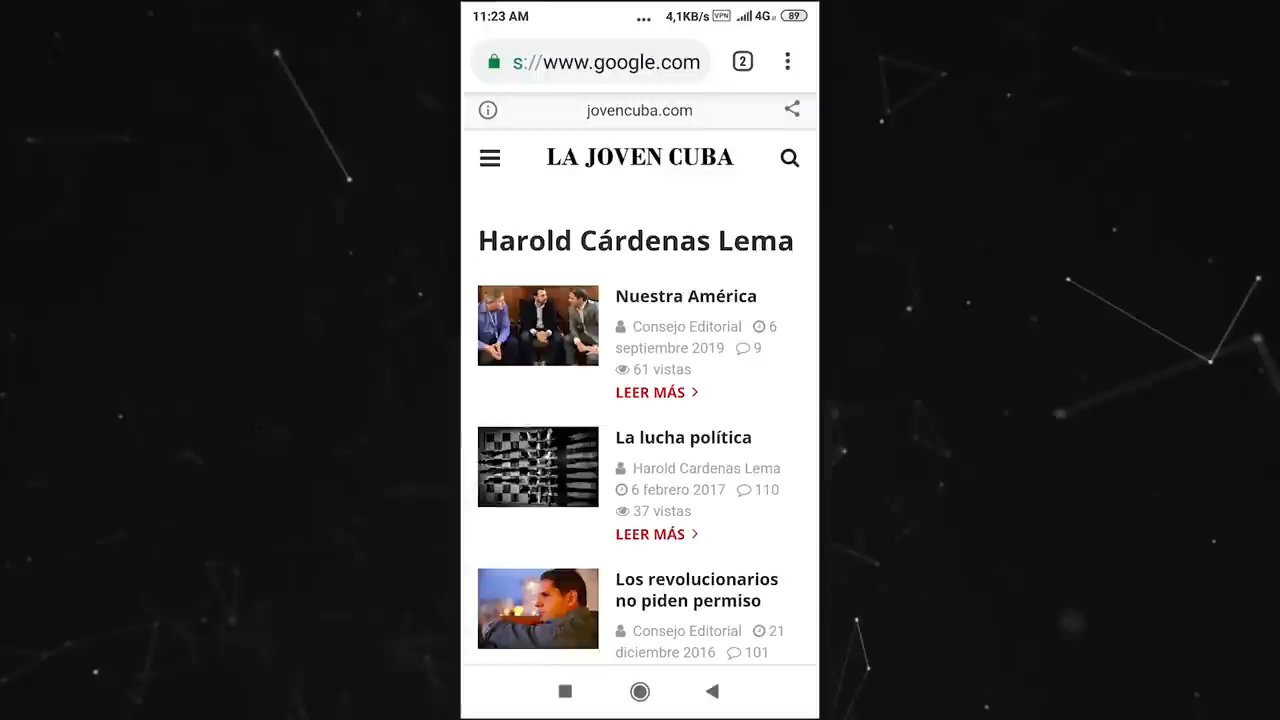 11:23 AM ... 4,1KB/s VPN 4G 89
s://www.google.com 2
jovencuba.com
LA JOVEN CUBA
Harold Cárdenas Lema
Nuestra América
Consejo Editorial 6
septiembre 2019 9
61 vistas
LEER MÁS >
La lucha política
Harold Cardenas Lema
6 febrero 2017 110
37 vistas
LEER MÁS >
Los revolucionarios
no piden permiso
Consejo Editorial 21
diciembre 2016 101